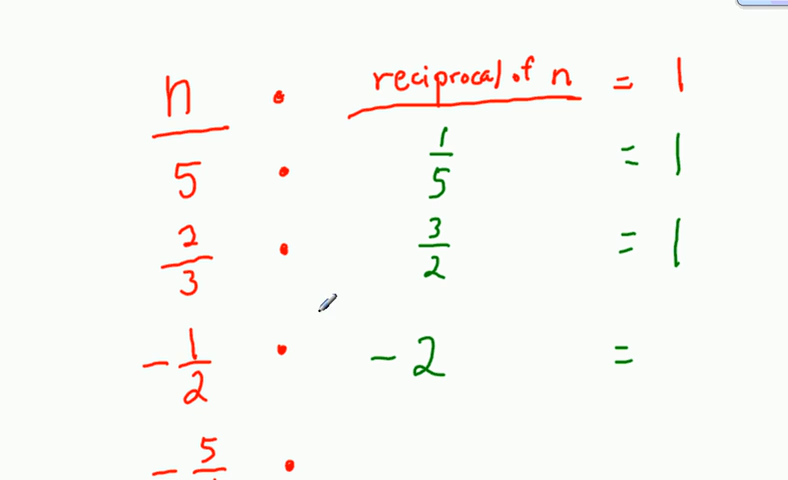 n • reciprocal of n = 1
5 • 1/5 = 1
2/3 • 3/2 = 1
-1/2 • -2 =
-5/ •